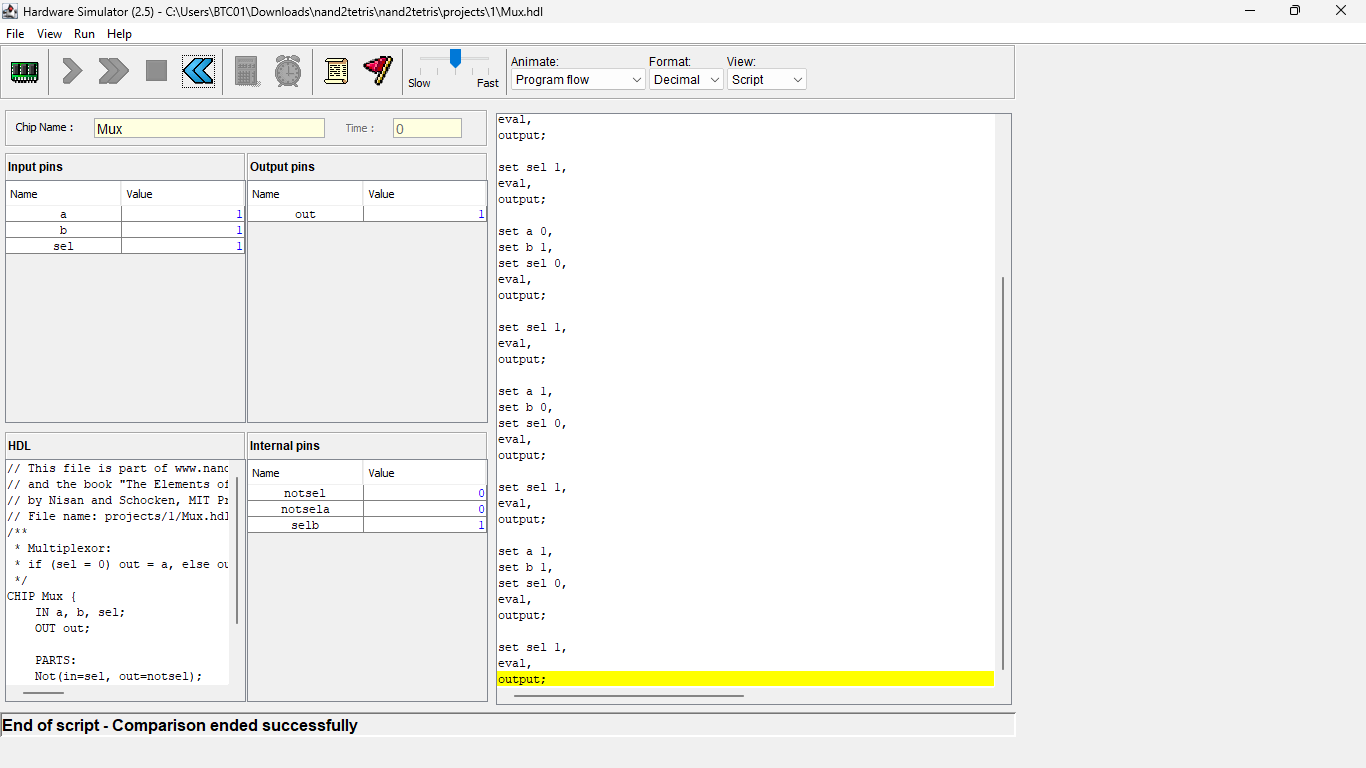 Hardware Simulator (2.5) - C:\Users\BTC01\Downloads\nand2tetris\nand2tetris\projects\1\Mux.hdl
File View Run Help
Slow Fast
Animate: Format: View:
Program flow Decimal Script
Chip Name : Mux Time : 0
Input pins
Name Value
a 1
b 1
sel 1
Output pins
Name Value
out 1
HDL
// This file is part of www.nand
// and the book "The Elements of
// by Nisan and Schocken, MIT Pr
// File name: projects/1/Mux.hdl
/**
* Multiplexor:
* if (sel = 0) out = a, else ou
*/
CHIP Mux {
IN a, b, sel;
OUT out;
PARTS:
Not(in=sel, out=notsel);
Internal pins
Name Value
notsel 0
notsela 0
selb 1
eval,
output;
set sel 1,
eval,
output;
set a 0,
set b 1,
set sel 0,
eval,
output;
set sel 1,
eval,
output;
set a 1,
set b 0,
set sel 0,
eval,
output;
set sel 1,
eval,
output;
set a 1,
set b 1,
set sel 0,
eval,
output;
set sel 1,
eval,
output;
End of script - Comparison ended successfully